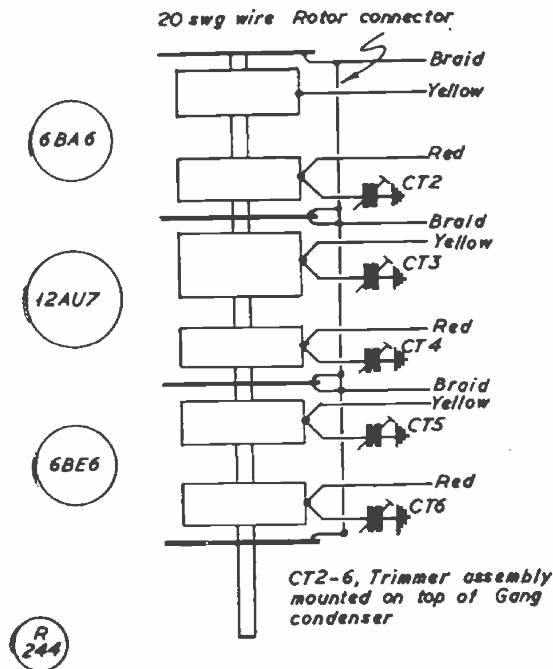 20 swg wire Rotor connector
Braid
Yellow
6BA6
Red
CT2
Braid
Yellow
CT3
12AU7
Red
CT4
Braid
Yellow
CT5
6BE6
Red
CT6
CT2-6, Trimmer assembly
mounted on top of Gang
condenser
R
244